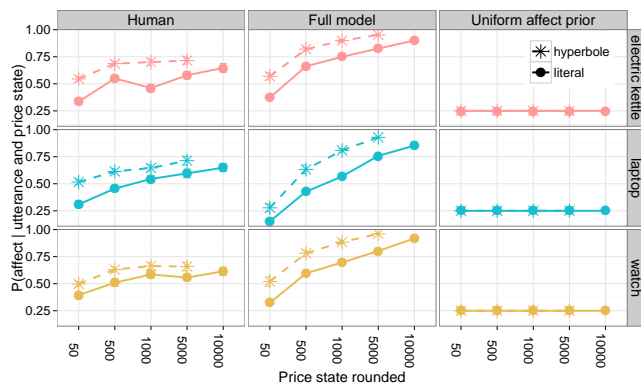 Human Full model Uniform affect prior
P(affect | utterance and price state)
1.00
0.75
0.50
0.25
electric ketle
hyperbole
literal
1.00
0.75
0.50
0.25
laptop
1.00
0.75
0.50
0.25
watch
50 500 1000 5000 10000 50 500 1000 5000 10000 50 500 1000 5000 10000
Price state rounded